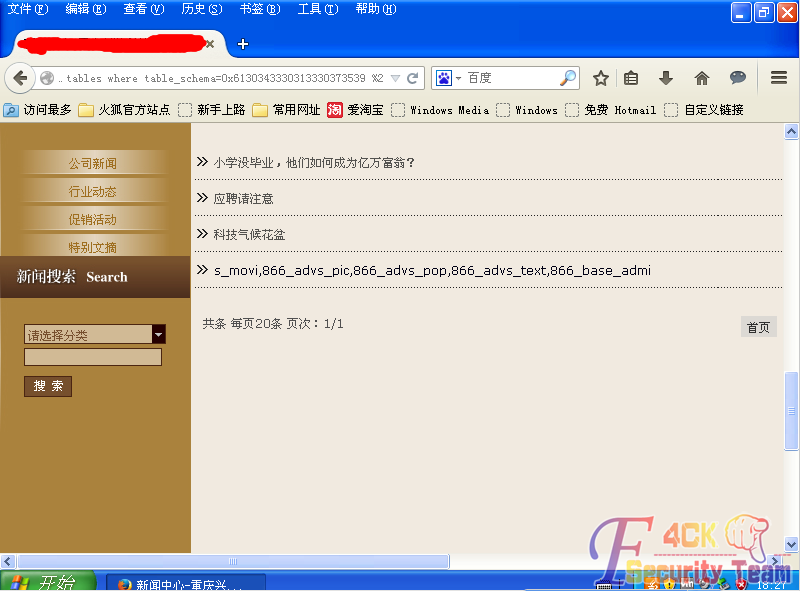 文件(F) 编辑(E) 查看(V) 历史(S) 书签(B) 工具(T) 帮助(H)
..tables where table_schema=0x6130343330313330373539 %2
百度
访问最多 火狐官方站点 新手上路 常用网址 淘 爱淘宝 Windows Media Windows 免费 Hotmail 自定义链接
公司新闻
行业动态
促销活动
特别文摘
新闻搜索 Search
请选择分类
搜 索
小学没毕业，他们如何成为亿万富翁？
应聘请注意
科技气候花盆
s_movi,866_advs_pic,866_advs_pop,866_advs_text,866_base_admi
共条 每页20条 页次：1/1
首页
F4CK
Security Team
开始 新闻中心-重庆兴... 18:27